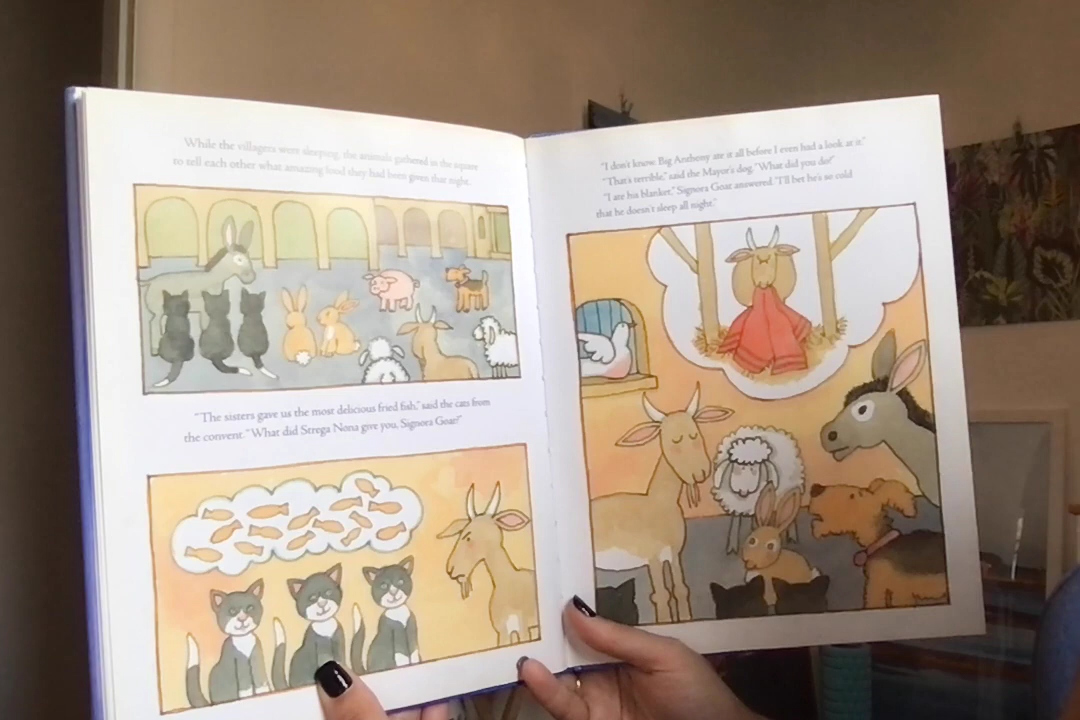 While the villagers were sleeping, the animals gathered in the square
to tell each other what amazing food they had been given that night.
"The sisters gave us the most delicious fried fish," said the cats from
the convent. "What did Strega Nona give you, Signora Goat?"
"I don't know. Big Anthony ate it all before I even had a look at it."
"That's terrible," said the Mayor's dog. "What did you do?"
"I ate his blanket," Signora Goat answered. "I'll bet he's so cold
that he doesn't sleep all night."